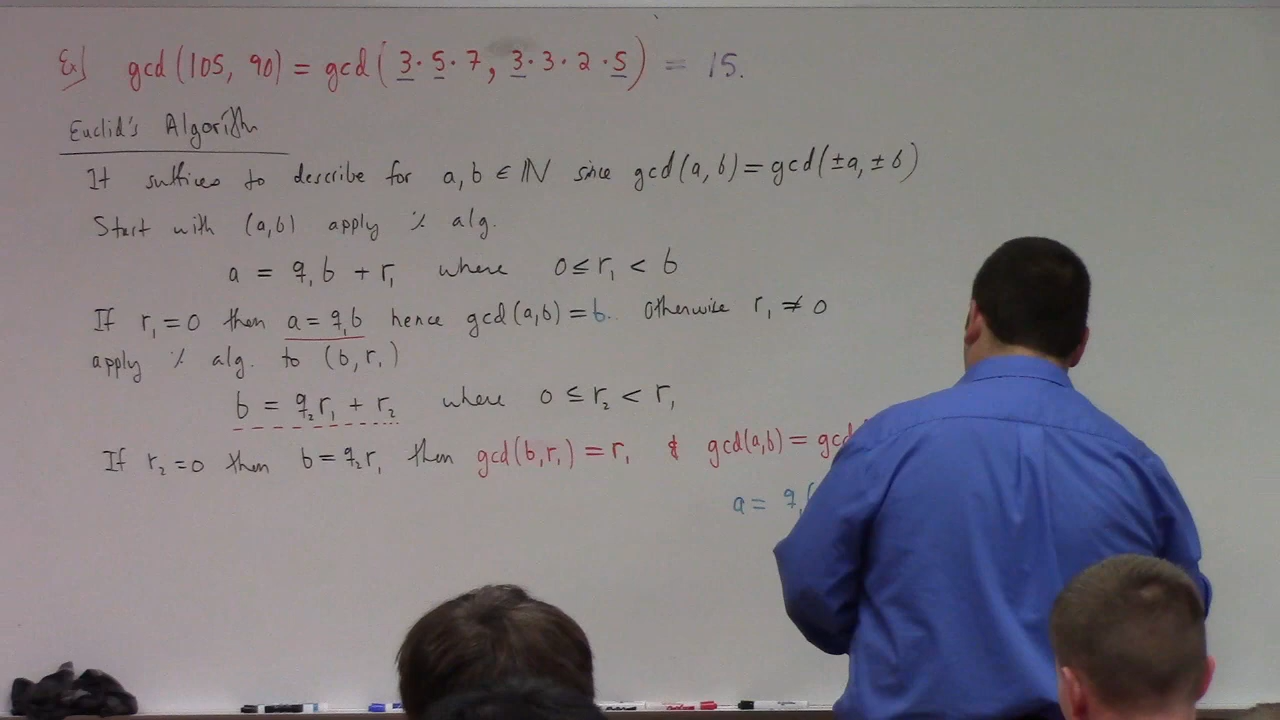 Ex) gcd(105, 90) = gcd(3·5·7, 3·3·2·5) = 15.
Euclid's Algorithm
It suffices to describe for a, b ∈ ℕ since gcd(a, b) = gcd(±a, ±b)
Start with (a,b) apply ÷ alg.
a = q₁b + r₁ where 0 ≤ r₁ < b
If r₁ = 0 then a = q₁b hence gcd(a,b) = b. Otherwise r₁ ≠ 0
apply ÷ alg. to (b, r₁)
b = q₂r₁ + r₂ where 0 ≤ r₂ < r₁
If r₂ = 0 then b = q₂r₁ then gcd(b, r₁) = r₁ & gcd(a,b) = gcd
a = q₁